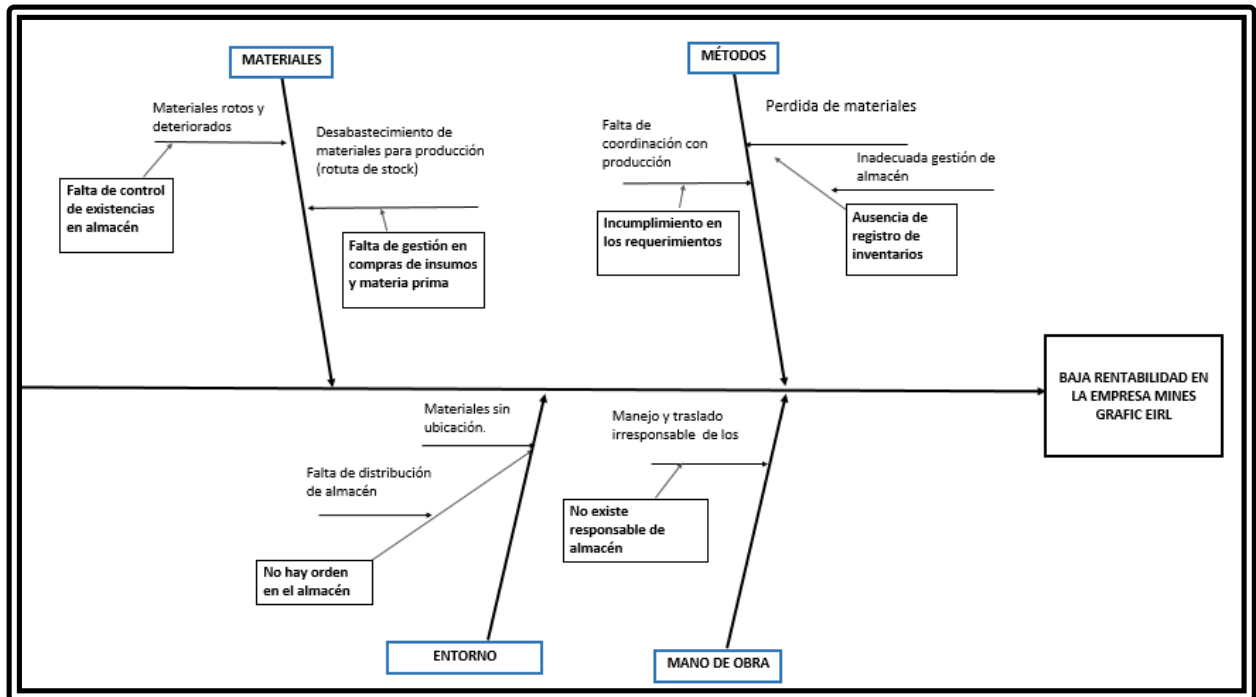 MATERIALES
MÉTODOS
Materiales rotos y
deteriorados
Desabastecimiento de
materiales para producción
(rotuta de stock)
Falta de control
de existencias
en almacén
Falta de gestión en
compras de insumos
y materia prima
Perdida de materiales
Falta de
coordinación con
producción
Inadecuada gestión de
almacén
Incumplimiento en
los requerimientos
Ausencia de
registro de
inventarios
BAJA RENTABILIDAD EN
LA EMPRESA MINES
GRAFIC EIRL
Materiales sin
ubicación.
Falta de distribución
de almacén
No hay orden
en el almacén
Manejo y traslado
irresponsable de los
No existe
responsable de
almacén
ENTORNO
MANO DE OBRA